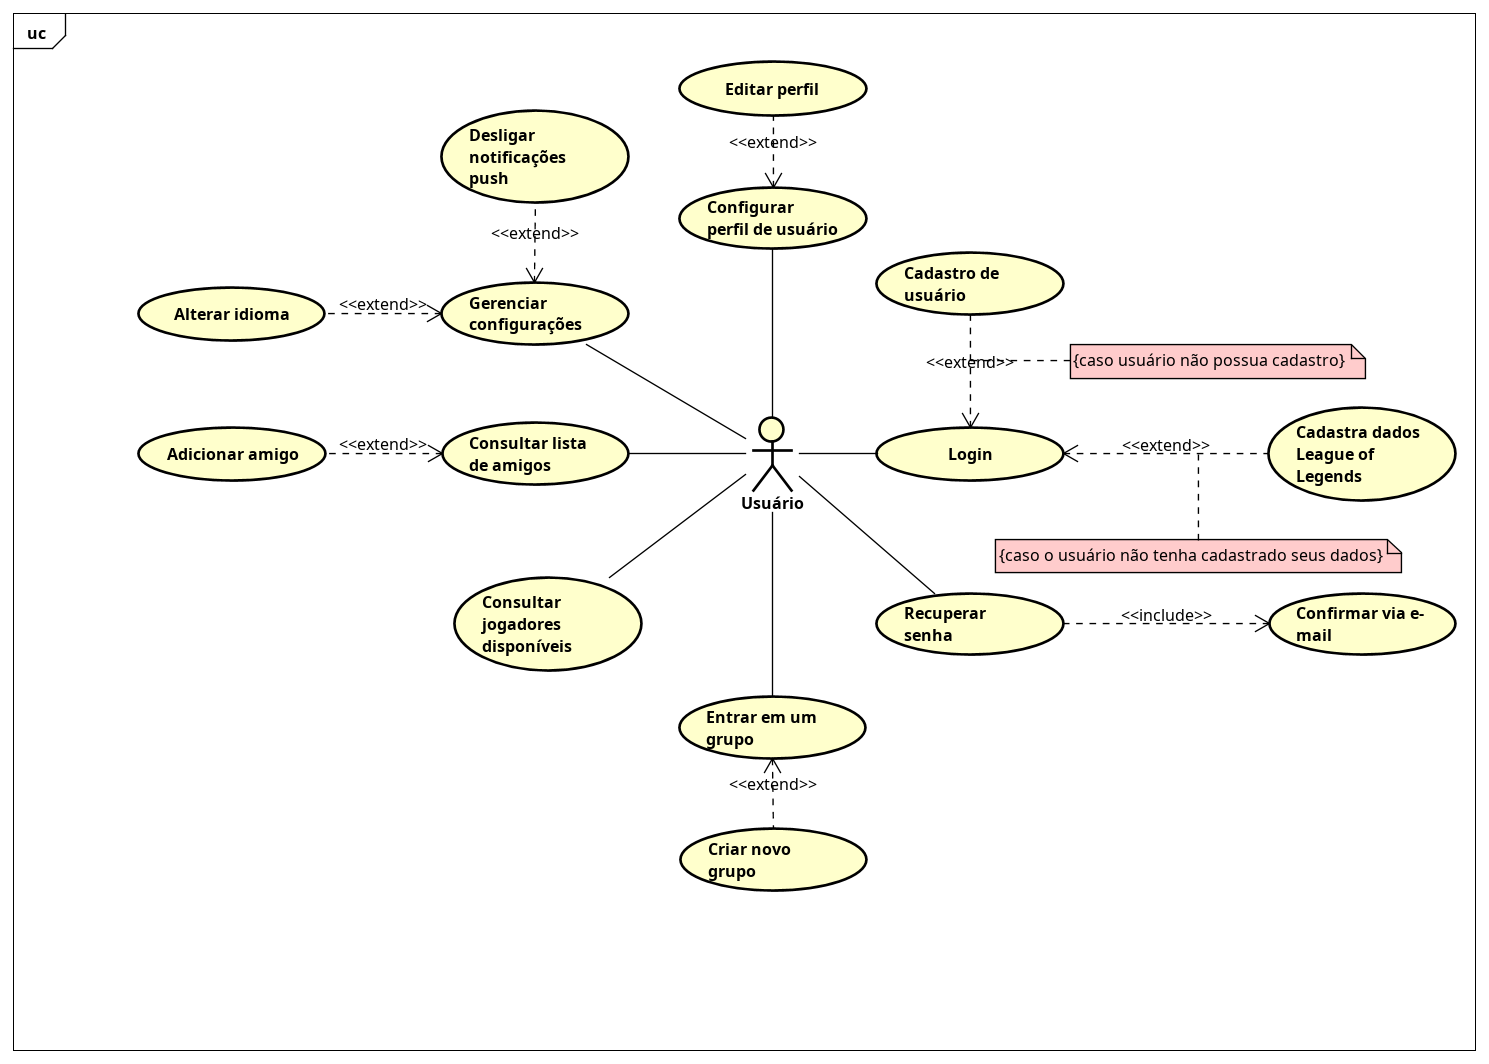 uc
Editar perfil
<<extend>>
Desligar
notificações
push
<<extend>>
Configurar
perfil de usuário
Alterar idioma
<<extend>>
Gerenciar
configurações
Cadastro de
usuário
<<extend>>
{caso usuário não possua cadastro}
Adicionar amigo
<<extend>>
Consultar lista
de amigos
Usuário
Login
<<extend>>
Cadastra dados
League of
Legends
{caso o usuário não tenha cadastrado seus dados}
Consultar
jogadores
disponíveis
Recuperar
senha
<<include>>
Confirmar via e-
mail
Entrar em um
grupo
<<extend>>
Criar novo
grupo